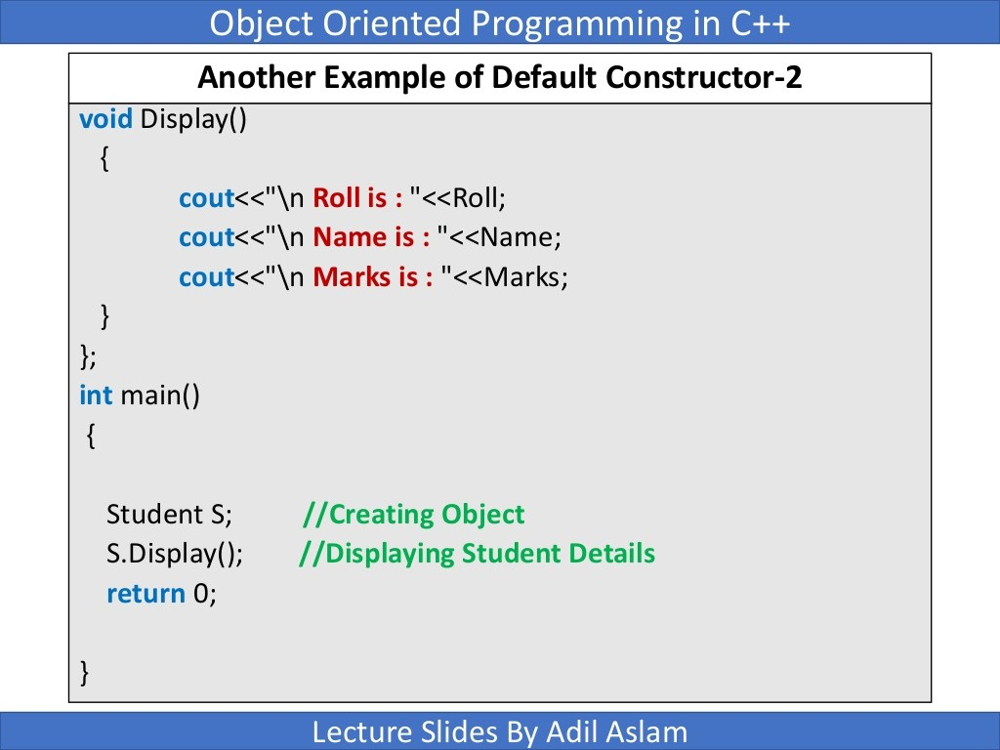 Object Oriented Programming in C++
Another Example of Default Constructor-2
void Display()
{
cout<<"\n Roll is : "<<Roll;
cout<<"\n Name is : "<<Name;
cout<<"\n Marks is : "<<Marks;
}
};
int main()
{
Student S; //Creating Object
S.Display(); //Displaying Student Details
return 0;
}
Lecture Slides By Adil Aslam